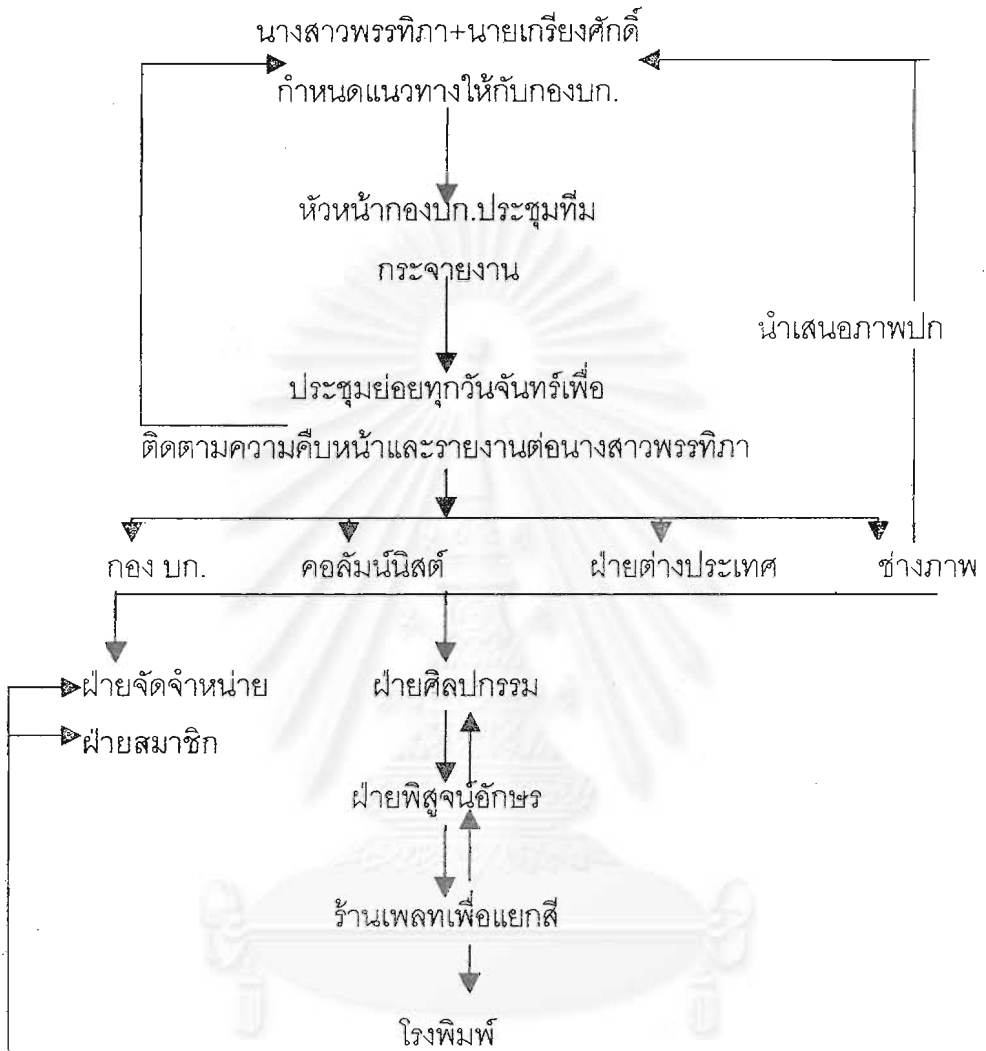 นางสาวพรรทิภา+นายเกรียงศักดิ์
กำหนดแนวทางให้กับกองบก.
หัวหน้ากองบก.ประชุมทีม
กระจายงาน
นำเสนอภาพปก
ประชุมย่อยทุกวันจันทร์เพื่อ
ติดตามความคืบหน้าและรายงานต่อนางสาวพรรทิภา
กอง บก. คอลัมน์นิสต์ ฝ่ายต่างประเทศ ช่างภาพ
ฝ่ายจัดจำหน่าย ฝ่ายศิลปกรรม
ฝ่ายสมาชิก
ฝ่ายพิสูจน์อักษร
ร้านเพลทเพื่อแยกสี
โรงพิมพ์